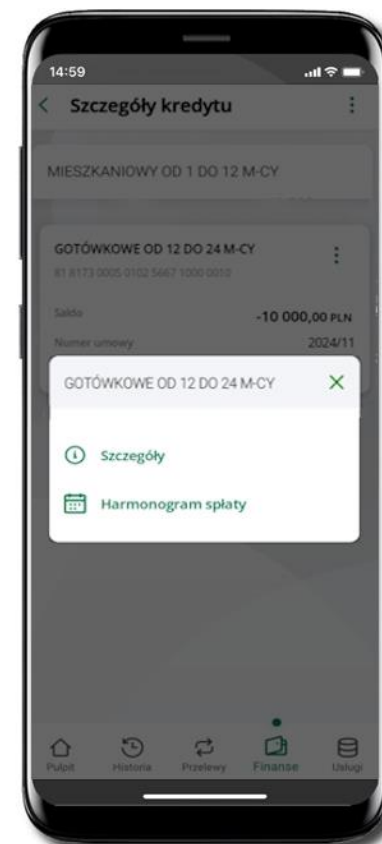 14:59
Szczegóły kredytu
MIESZKANIOWY OD 1 DO 12 M-CY
GOTÓWKOWE OD 12 DO 24 M-CY
81 8173 0005 0102 5667 1000 0010
Saldo -10 000,00 PLN
Numer umowy 2024/11
GOTÓWKOWE OD 12 DO 24 M-CY
Szczegóły
Harmonogram spłaty
Pulpit Historia Przelewy Finanse Usługi